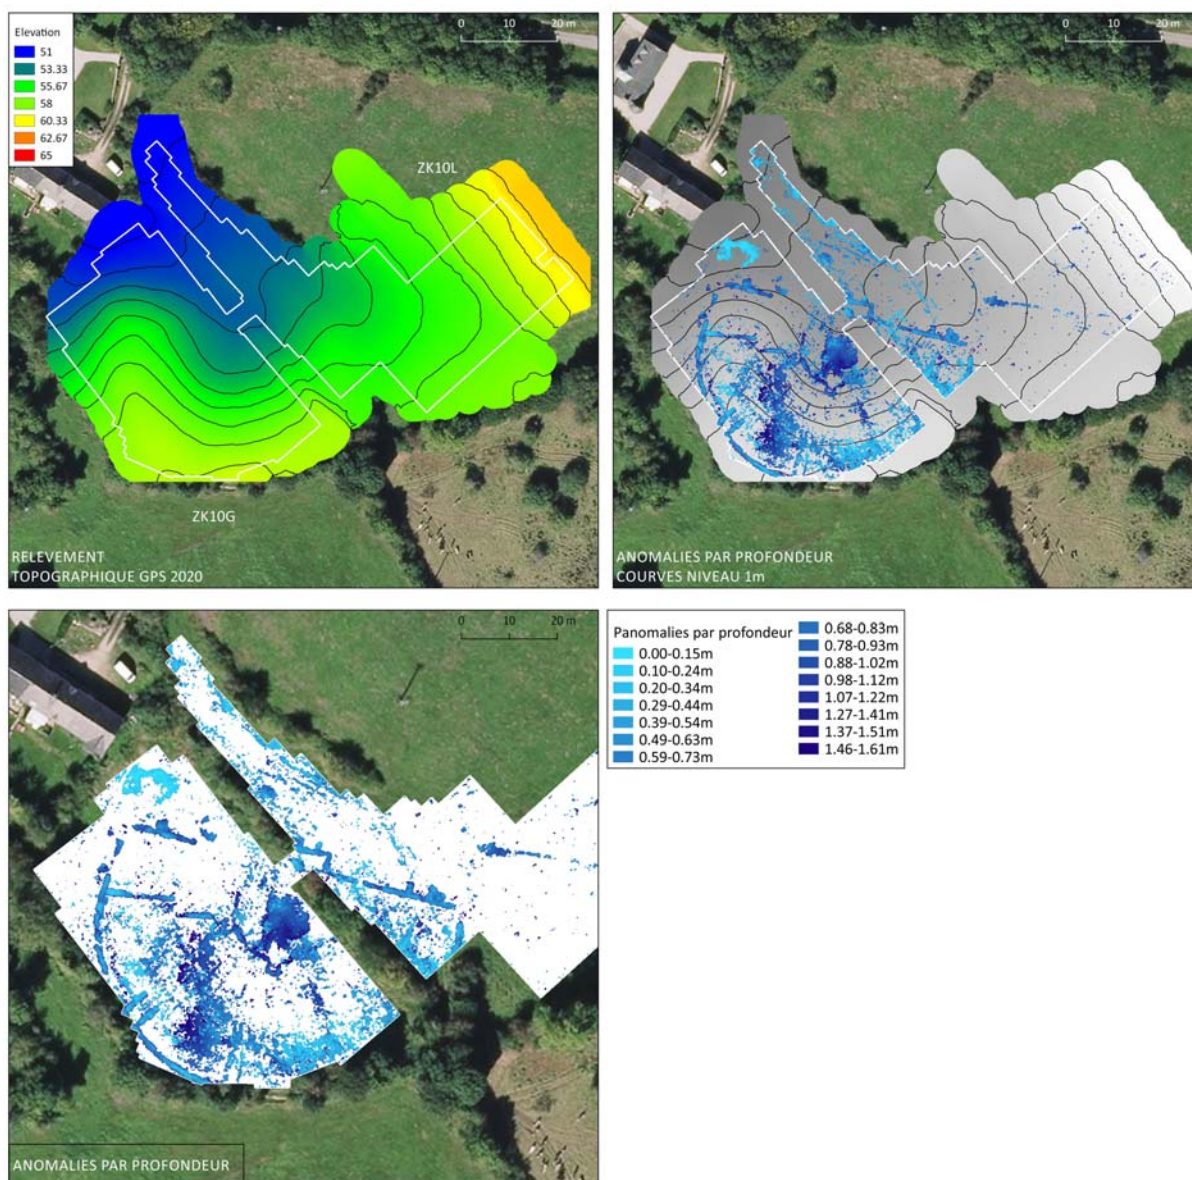 Elevation
51
53.33
55.67
58
60.33
62.67
65
0 10 20 m
ZK10L
ZK10G
RELEVEMENT
TOPOGRAPHIQUE GPS 2020
0 10 20 m
ANOMALIES PAR PROFONDEUR
COURVES NIVEAU 1m
0 10 20 m
ANOMALIES PAR PROFONDEUR
Panomalies par profondeur
0.00-0.15m
0.10-0.24m
0.20-0.34m
0.29-0.44m
0.39-0.54m
0.49-0.63m
0.59-0.73m
0.68-0.83m
0.78-0.93m
0.88-1.02m
0.98-1.12m
1.07-1.22m
1.27-1.41m
1.37-1.51m
1.46-1.61m